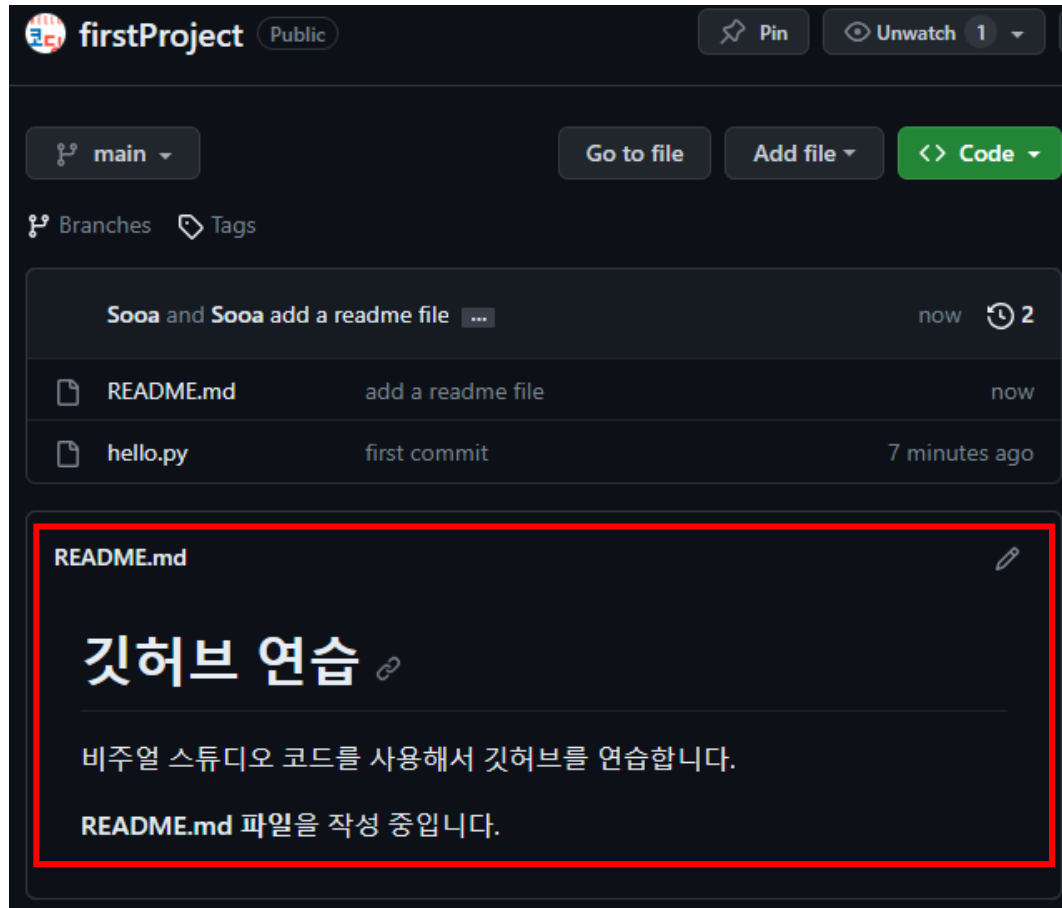 코딩
firstProject Public Pin Unwatch 1
main Go to file Add file Code
Branches Tags
Sooa and Sooa add a readme file ... now 2
README.md add a readme file now
hello.py first commit 7 minutes ago
README.md
깃허브 연습
비주얼 스튜디오 코드를 사용해서 깃허브를 연습합니다.
README.md 파일을 작성 중입니다.